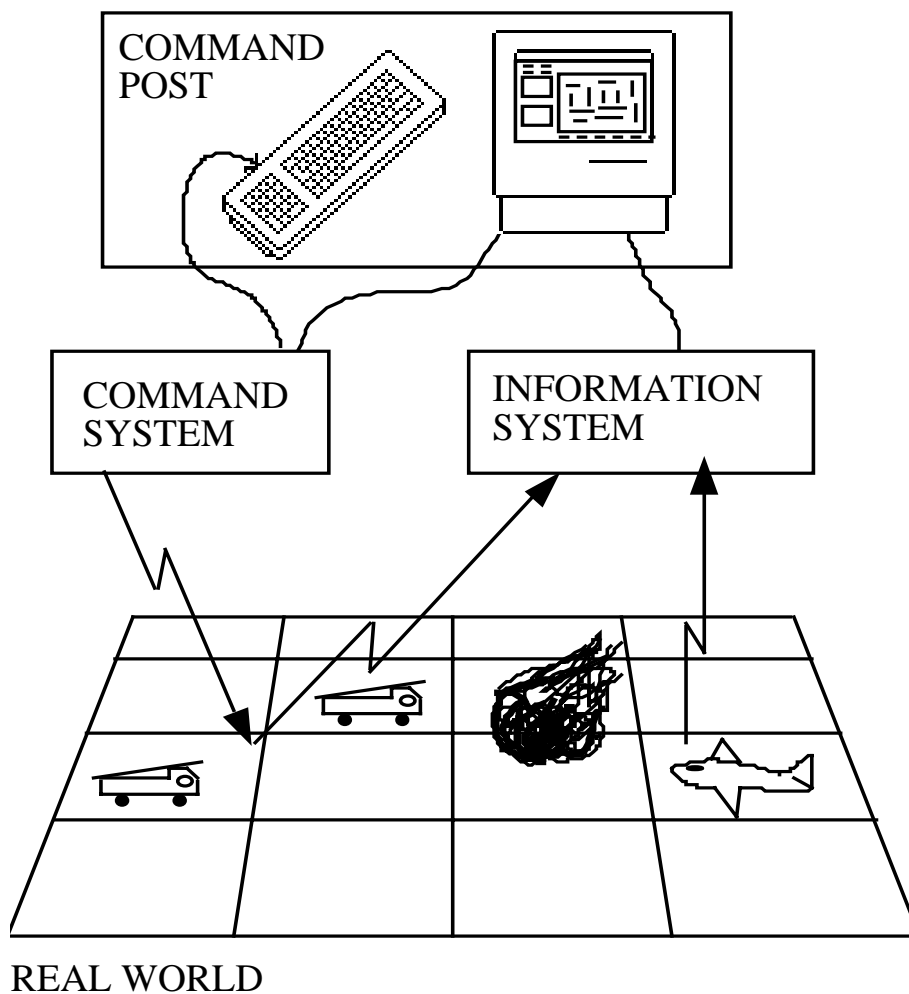 COMMAND
POST
COMMAND
SYSTEM
INFORMATION
SYSTEM
REAL WORLD